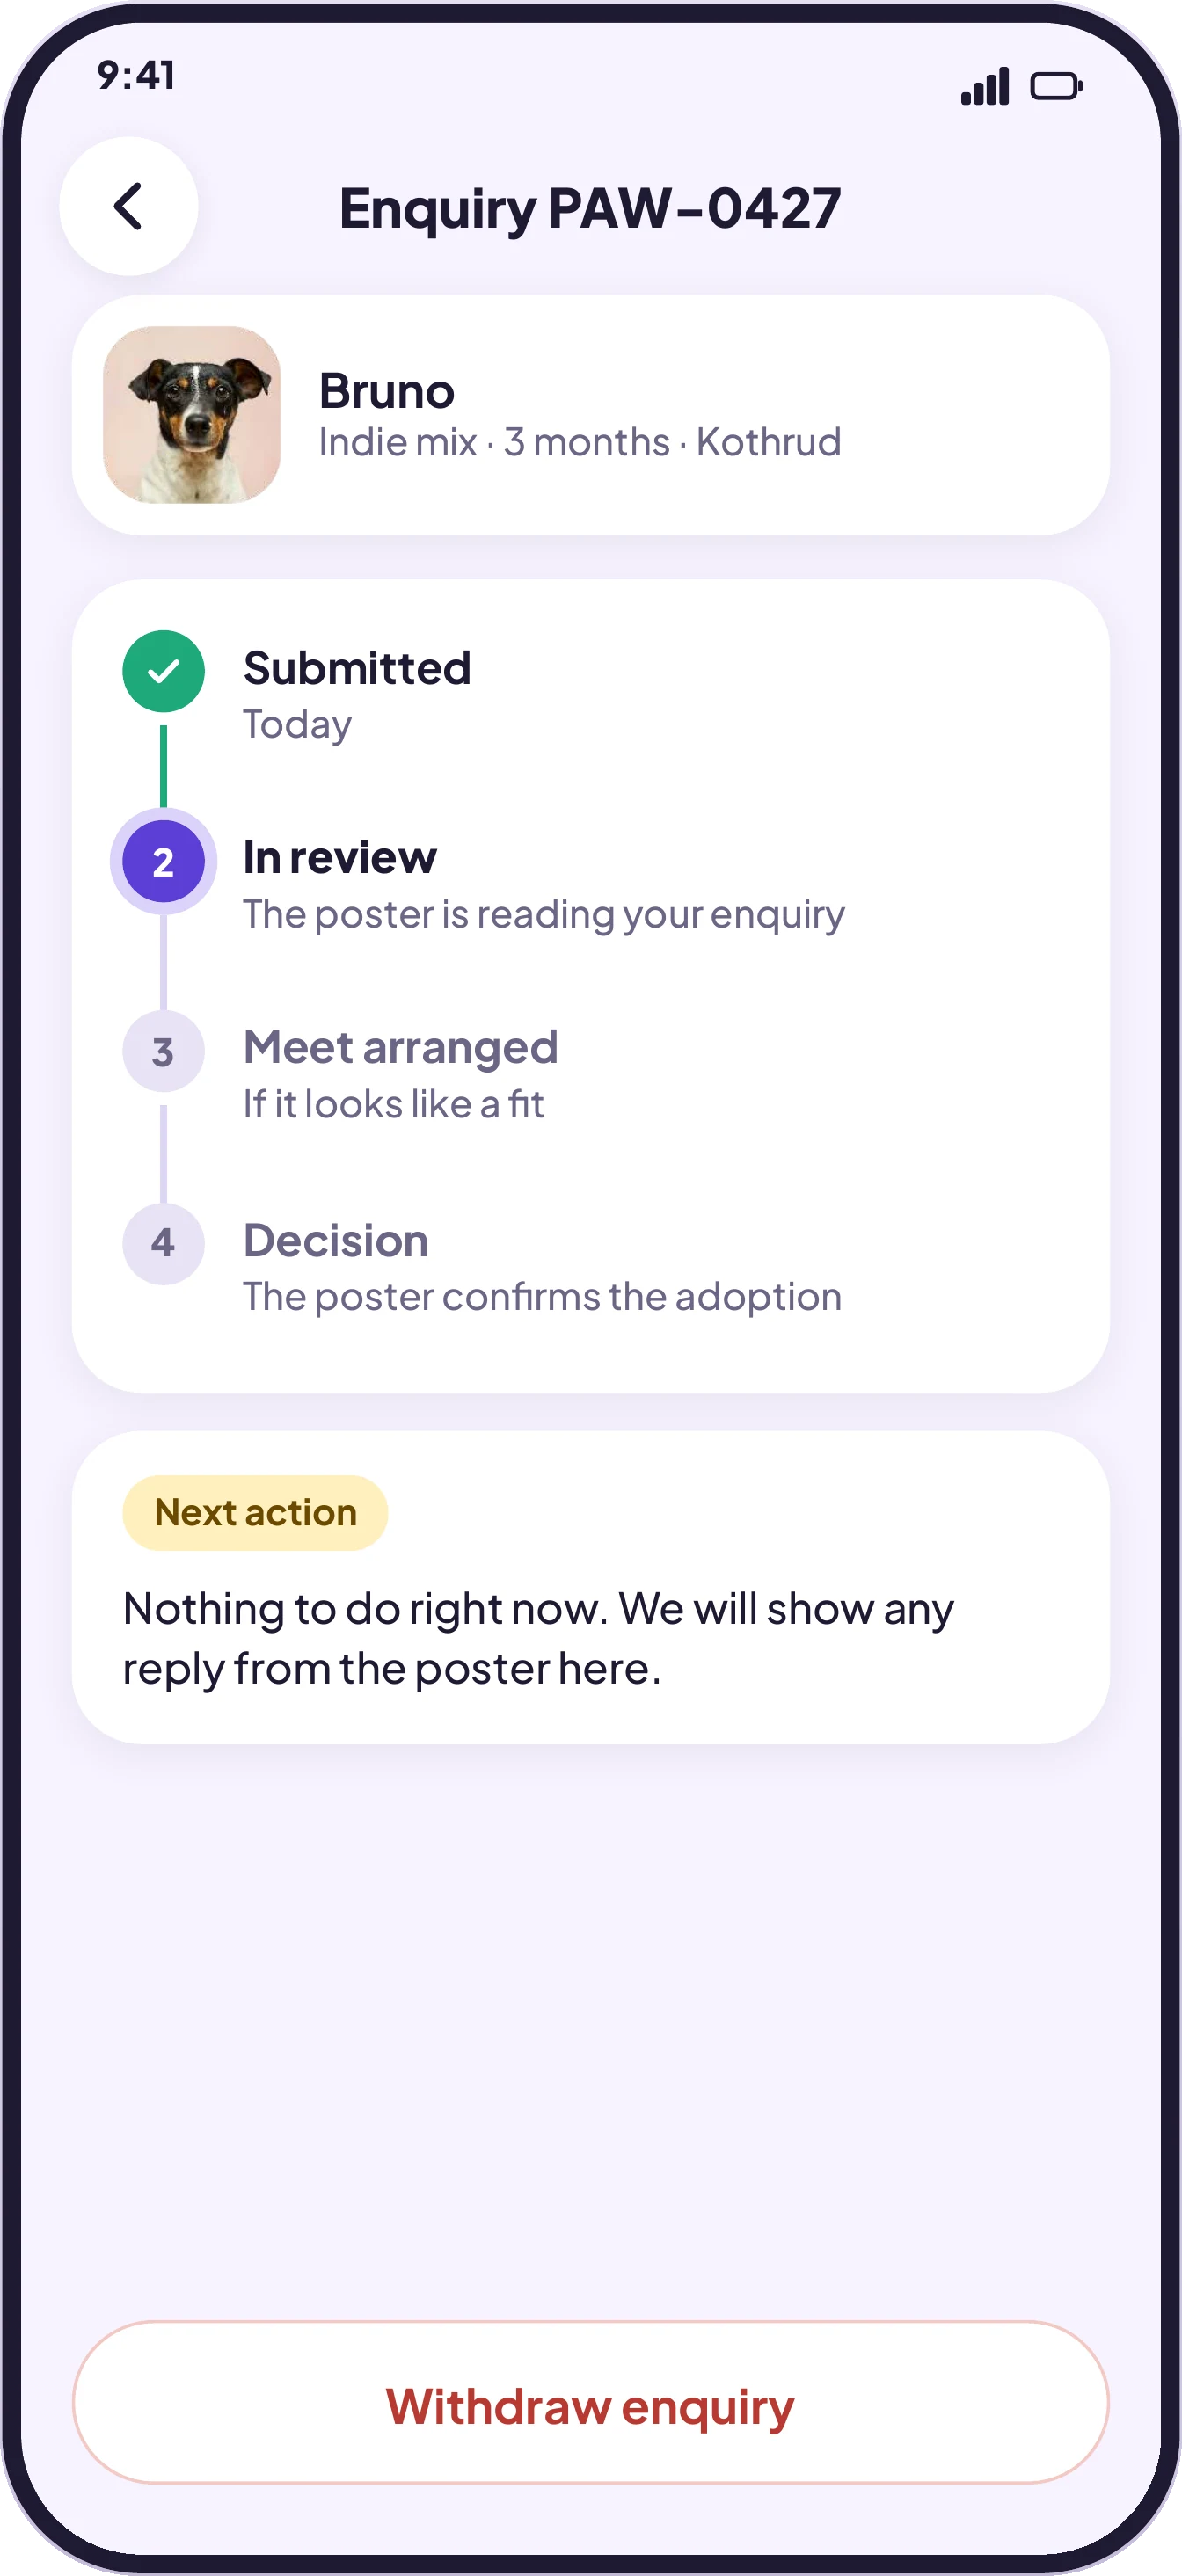 9:41
Enquiry PAW-0427
Bruno
Indie mix · 3 months · Kothrud
Submitted
Today
2
In review
The poster is reading your enquiry
3
Meet arranged
If it looks like a fit
4
Decision
The poster confirms the adoption
Next action
Nothing to do right now. We will show any
reply from the poster here.
Withdraw enquiry